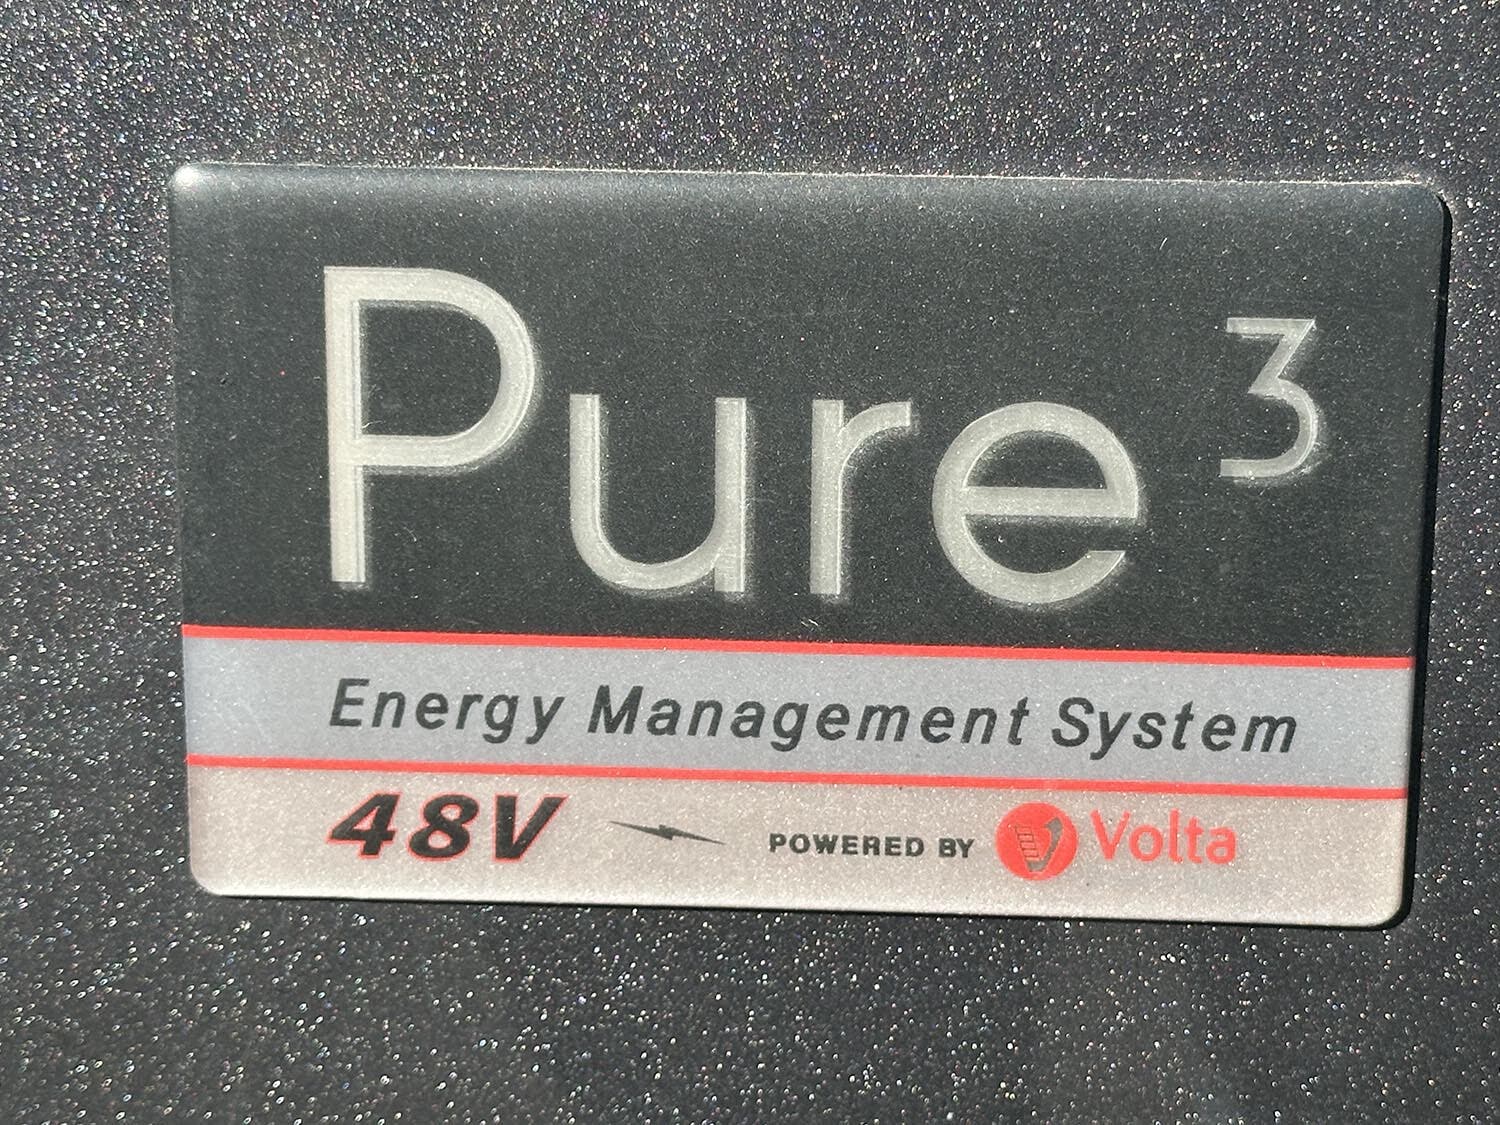 Pure³
Energy Management System
48V POWERED BY Volta